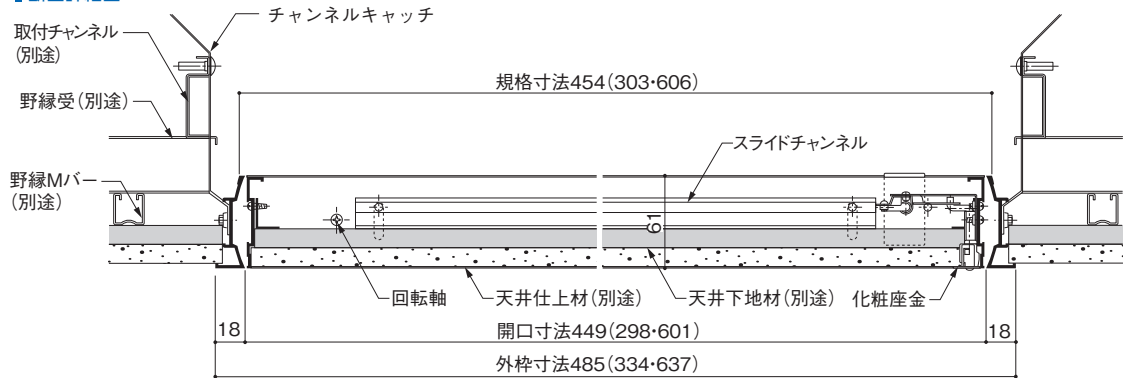 チャンネルキャッチ
取付チャンネル
(別途)
規格寸法454(303・606)
野縁受(別途)
スライドチャンネル
野縁Mバー
(別途)
61
回転軸
天井仕上材(別途)
天井下地材(別途)
化粧座金
18
開口寸法449(298・601)
18
外枠寸法485(334・637)